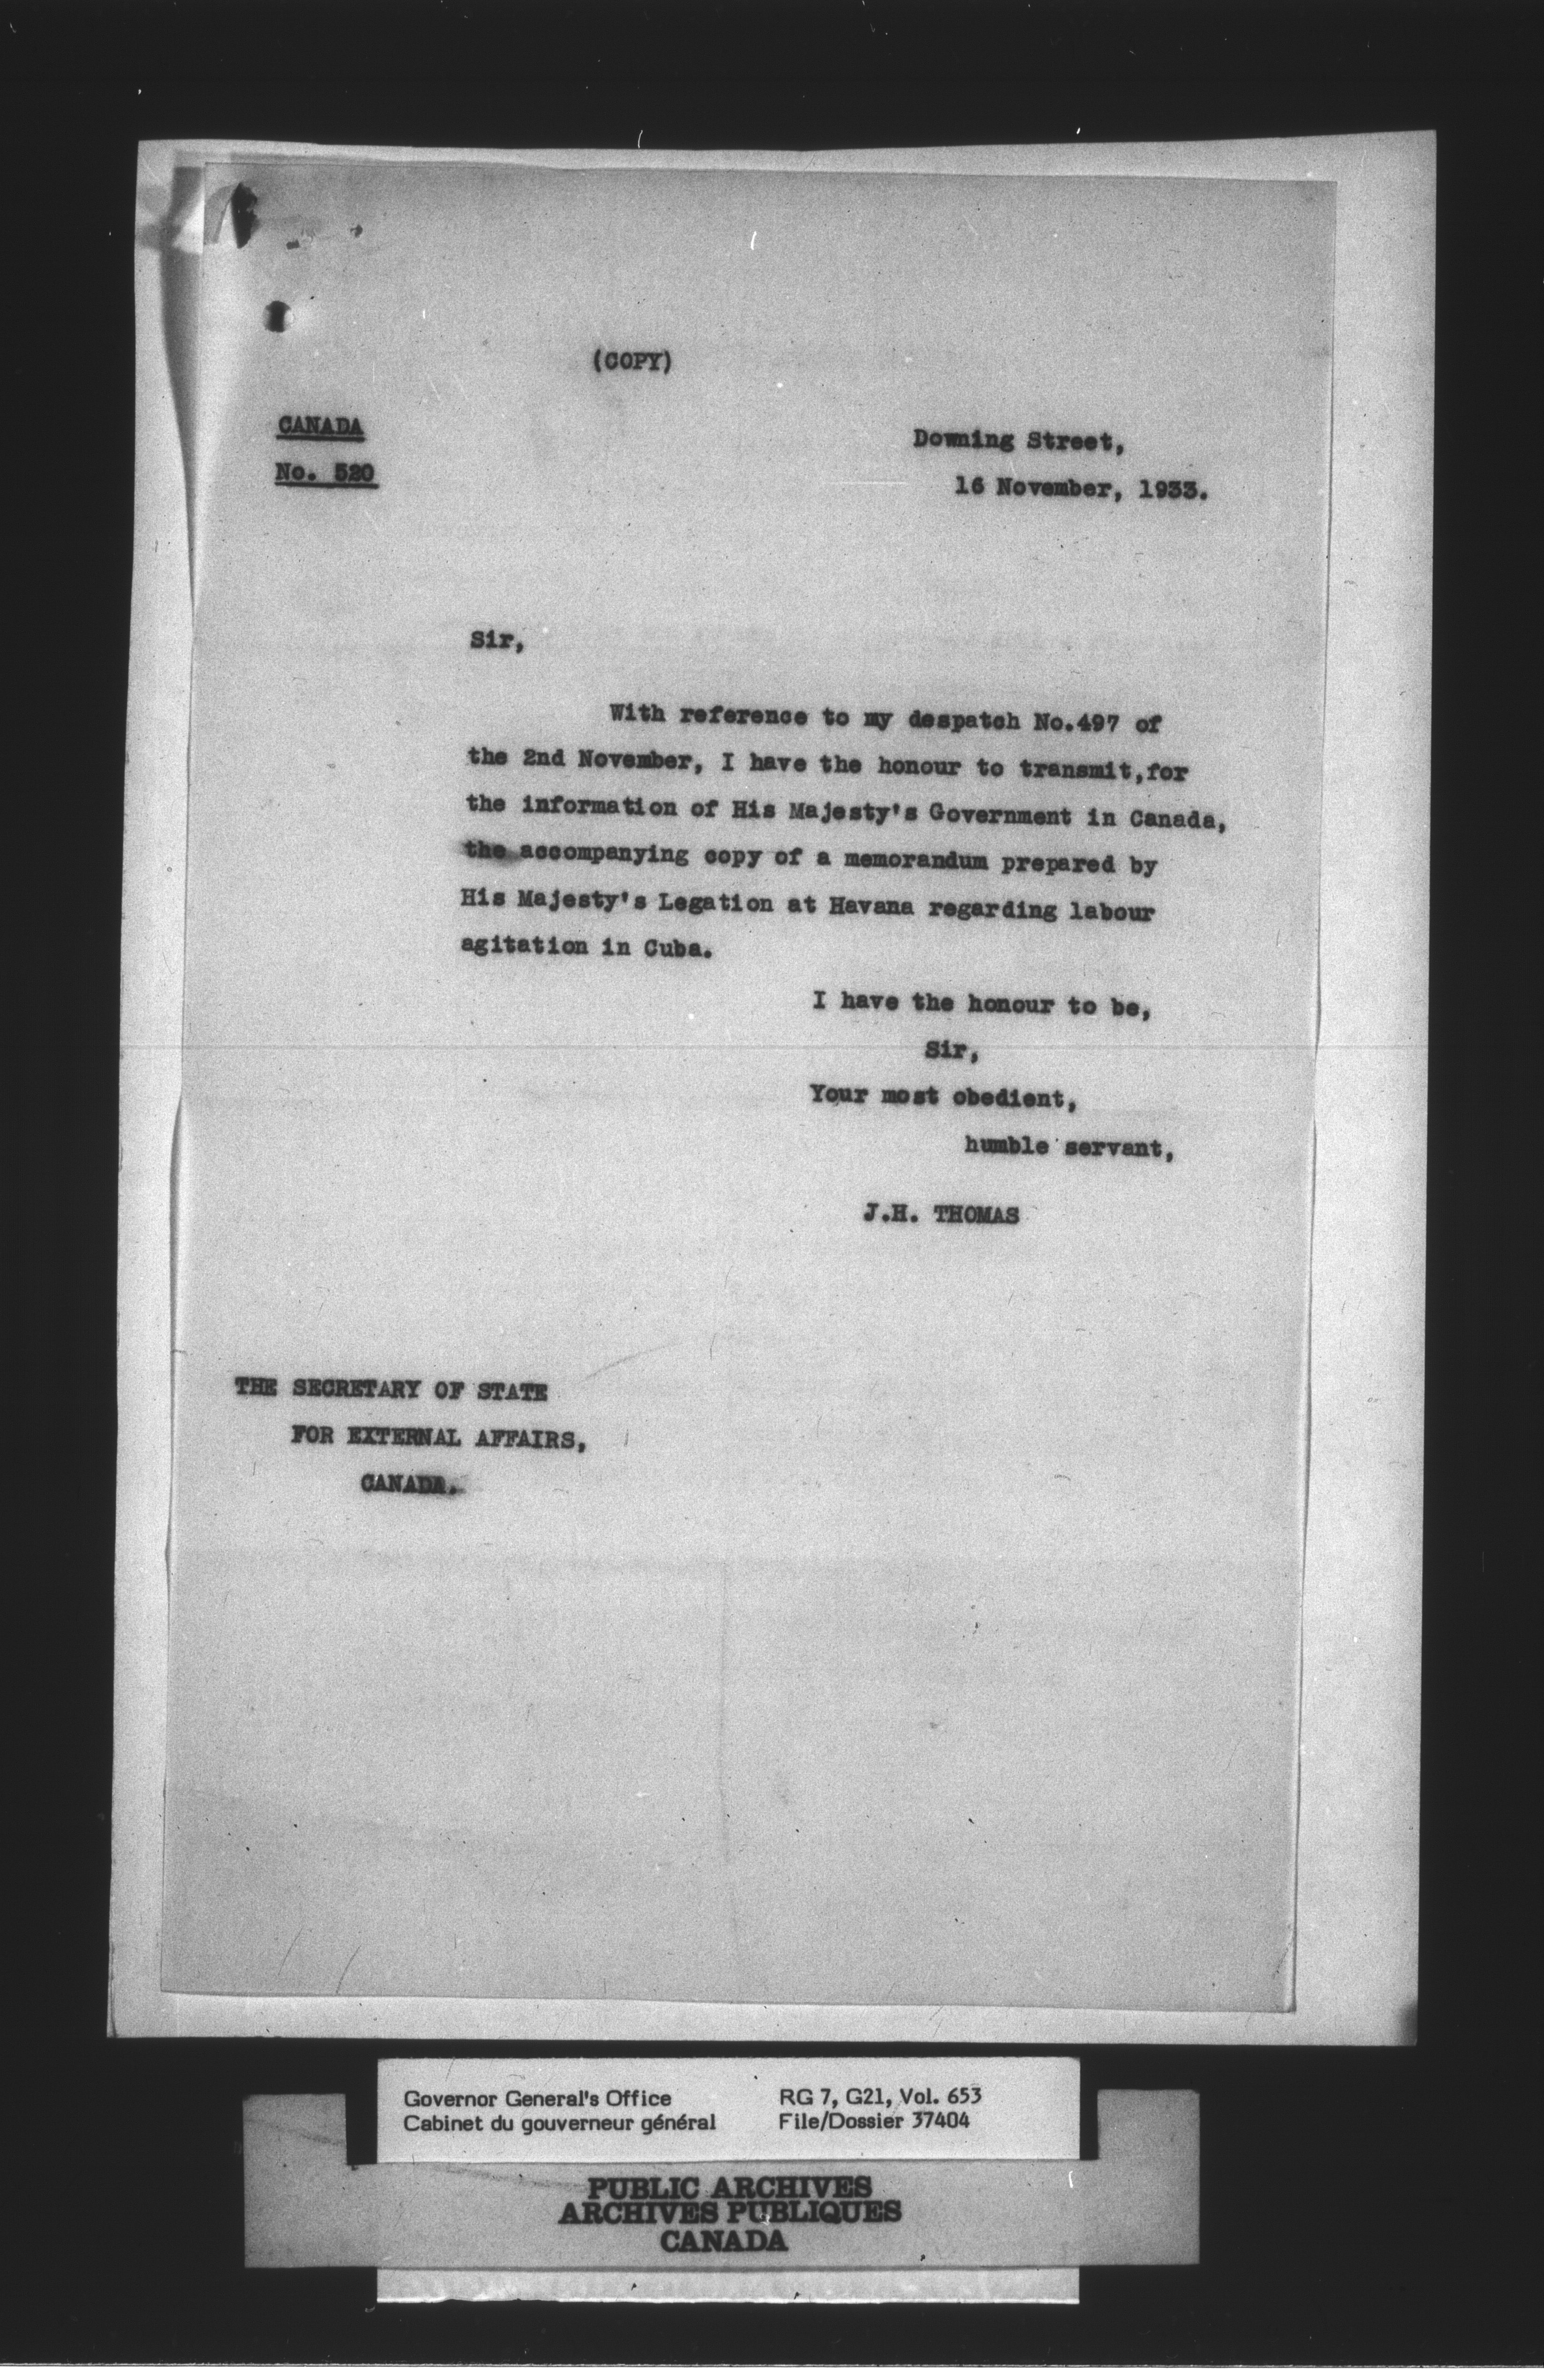 (COPY)
CANADA
No. 520
Downing Street,
16 November, 1933.
Sir,
With reference to my despatch No.497 of
the 2nd November, I have the honour to transmit,for
the information of His Majesty's Government in Canada,
the accompanying copy of a memorandum prepared by
His Majesty's Legation at Havana regarding labour
agitation in Cuba.
I have the honour to be,
Sir,
Your most obedient,
humble servant,
J.H. THOMAS
THE SECRETARY OF STATE
FOR EXTERNAL AFFAIRS,
CANADA.
Governor General's Office RG 7, G21, Vol. 653
Cabinet du gouverneur général File/Dossier 37404
PUBLIC ARCHIVES
ARCHIVES PUBLIQUES
CANADA